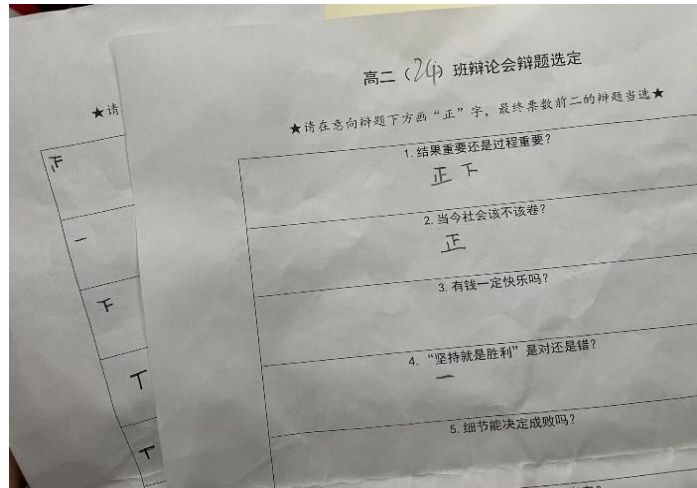 高二（24）班辩论会辩题选定
★请在意向辩题下方画“正”字，最终票数前二的辩题当选★
1. 结果重要还是过程重要？
正 下
2. 当今社会该不该卷？
正
3. 有钱一定快乐吗？
4. “坚持就是胜利”是对还是错？
一
5. 细节能决定成败吗？
★请
正
一
下
丅
下